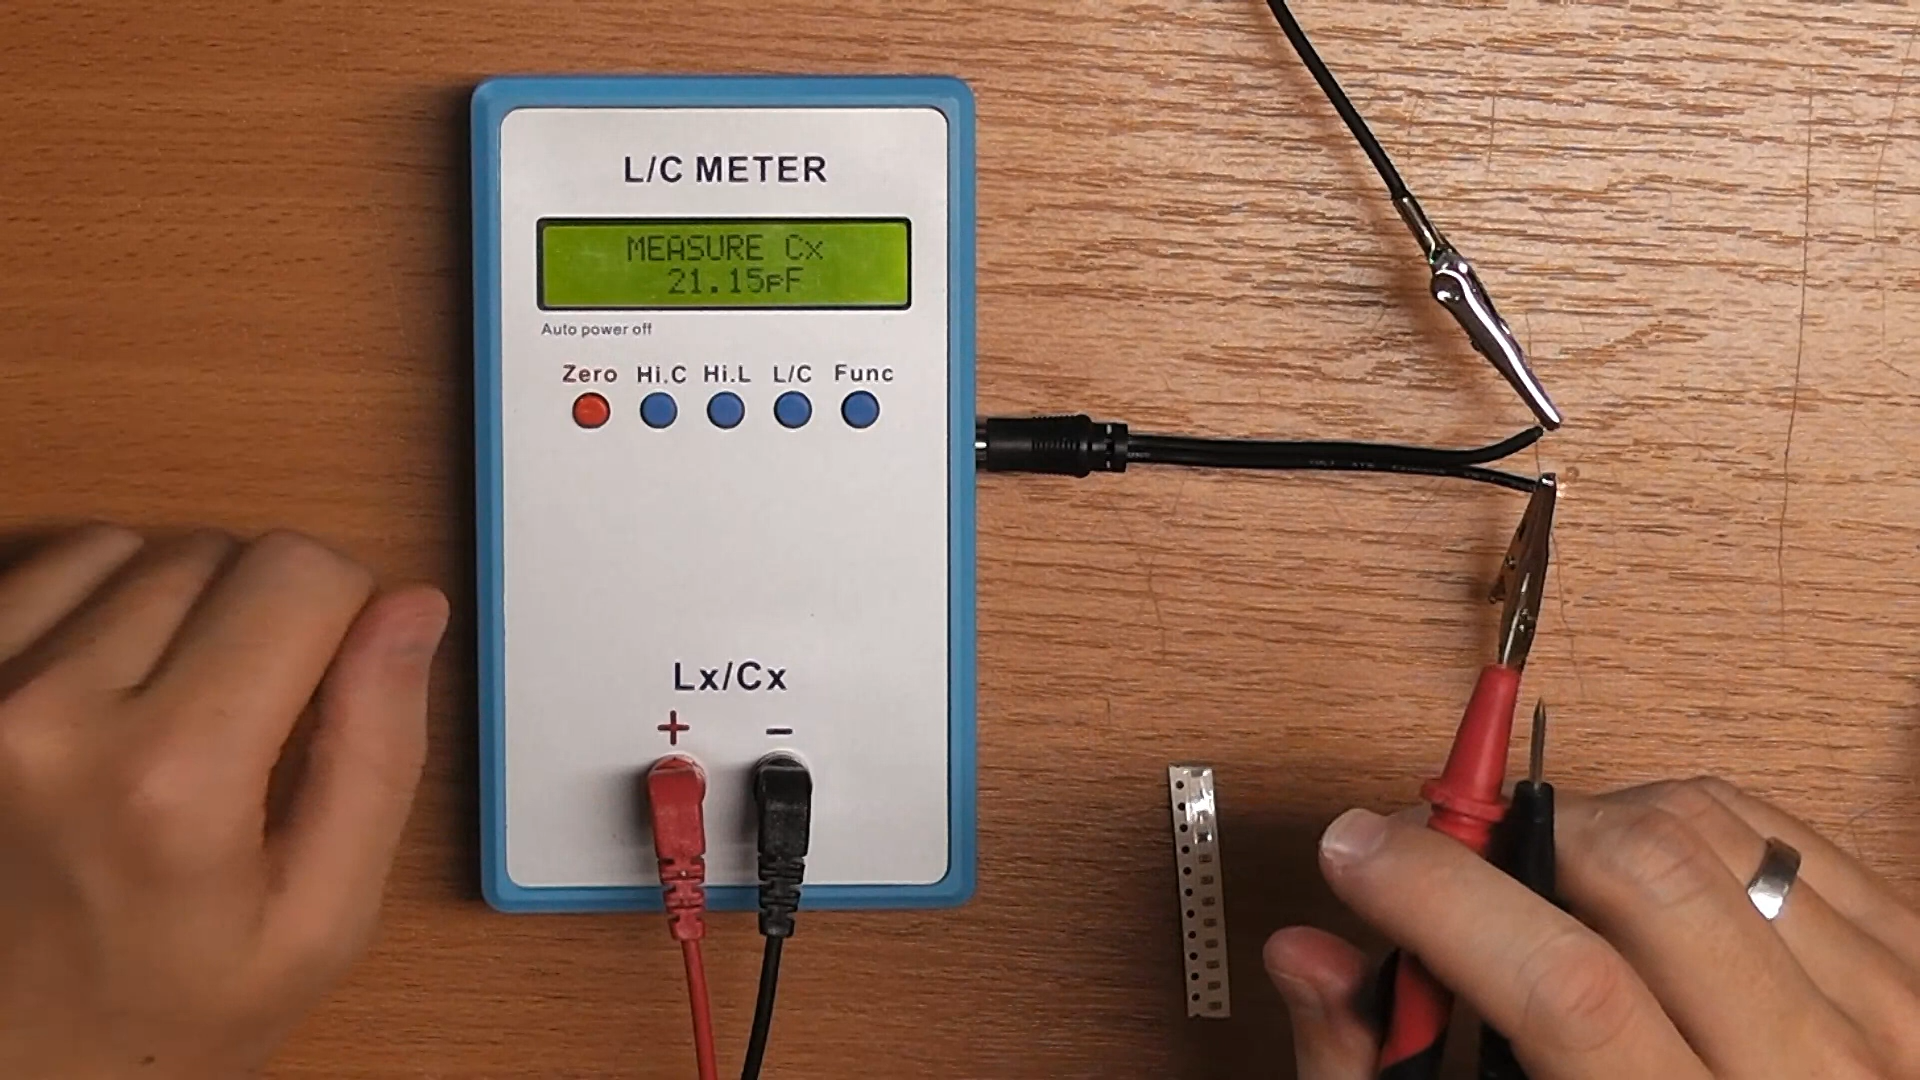 L/C METER
MEASURE Cx
21.15pF
Auto power off
Zero Hi.C Hi.L L/C Func
Lx/Cx
+ −